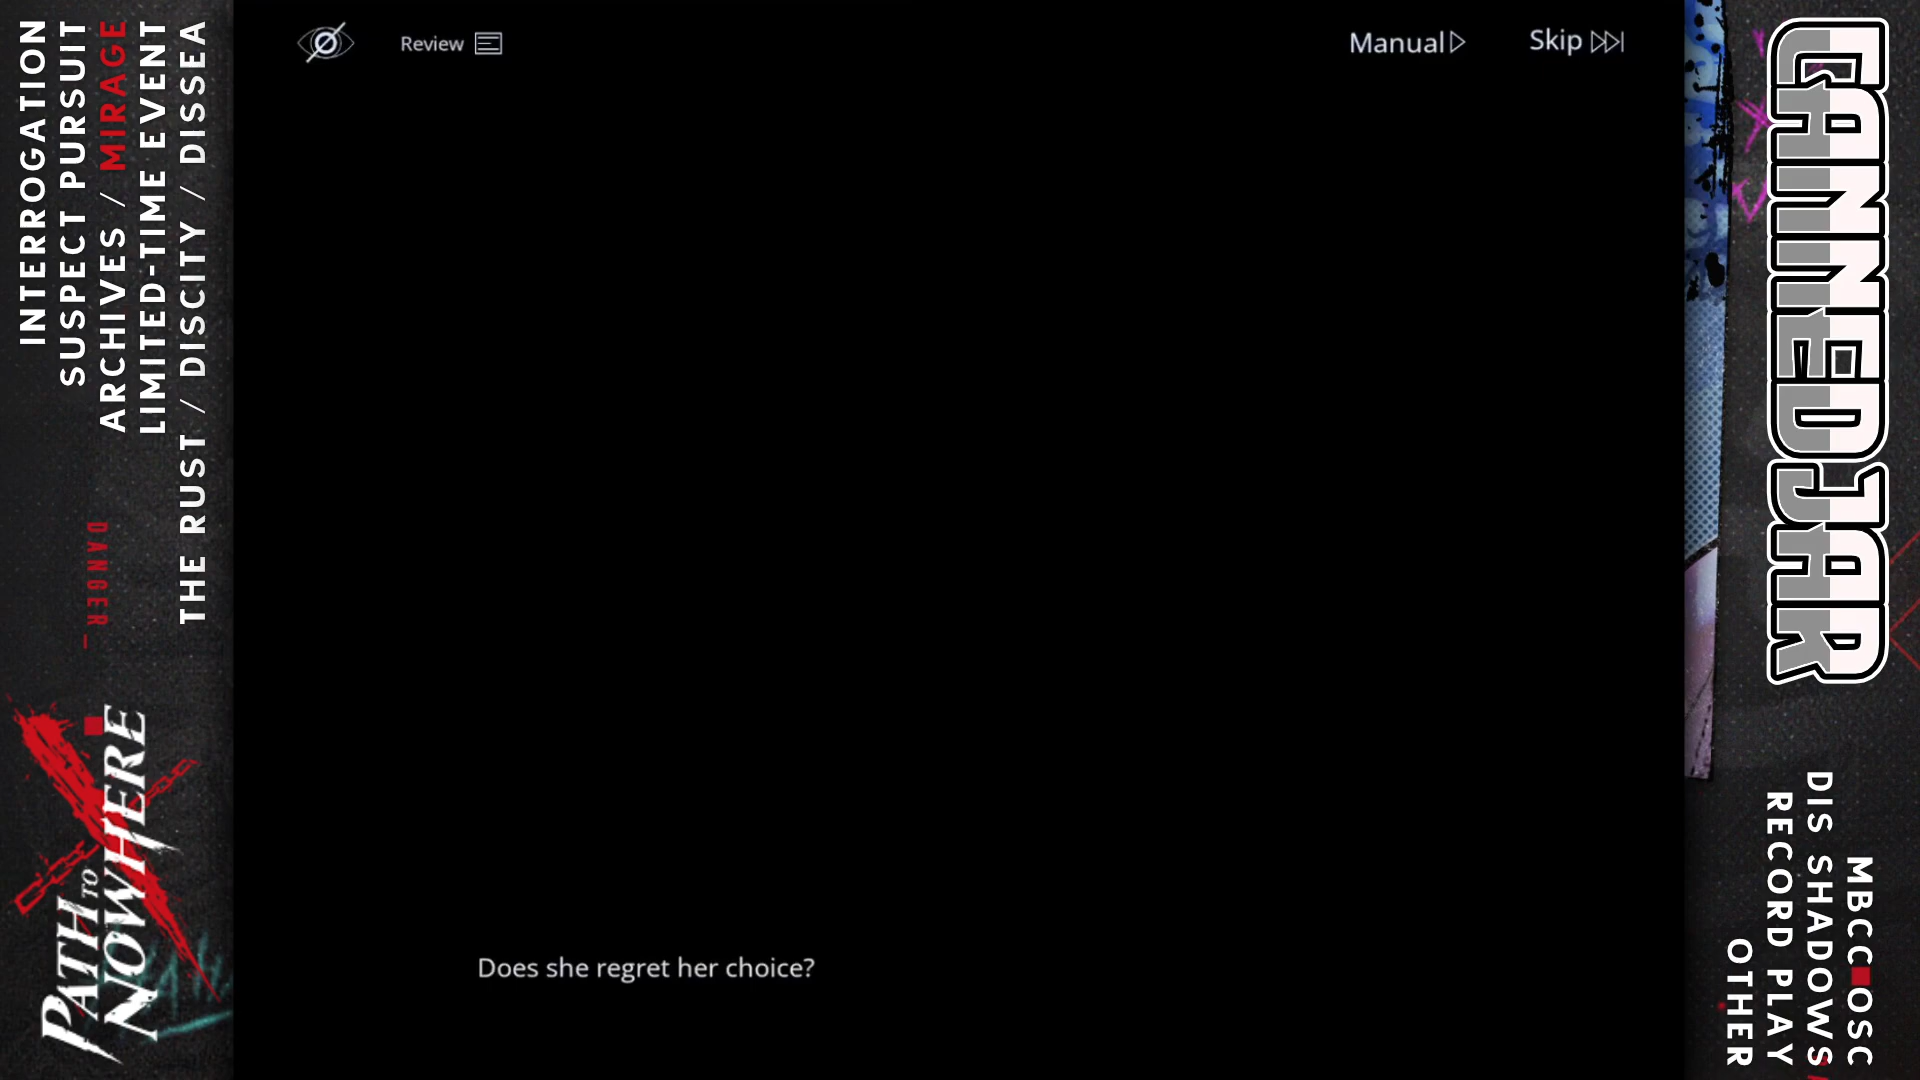 INTERROGATION
SUSPECT PURSUIT
ARCHIVES / MIRAGE
LIMITED-TIME EVENT
THE RUST / DISCITY / DISSEA
DANGER
PATH TO
NOWHERE
Review
Manual
Skip
Does she regret her choice?
CANNEDJAR
MBCC OSC
DIS SHADOWS
RECORD PLAY
OTHER